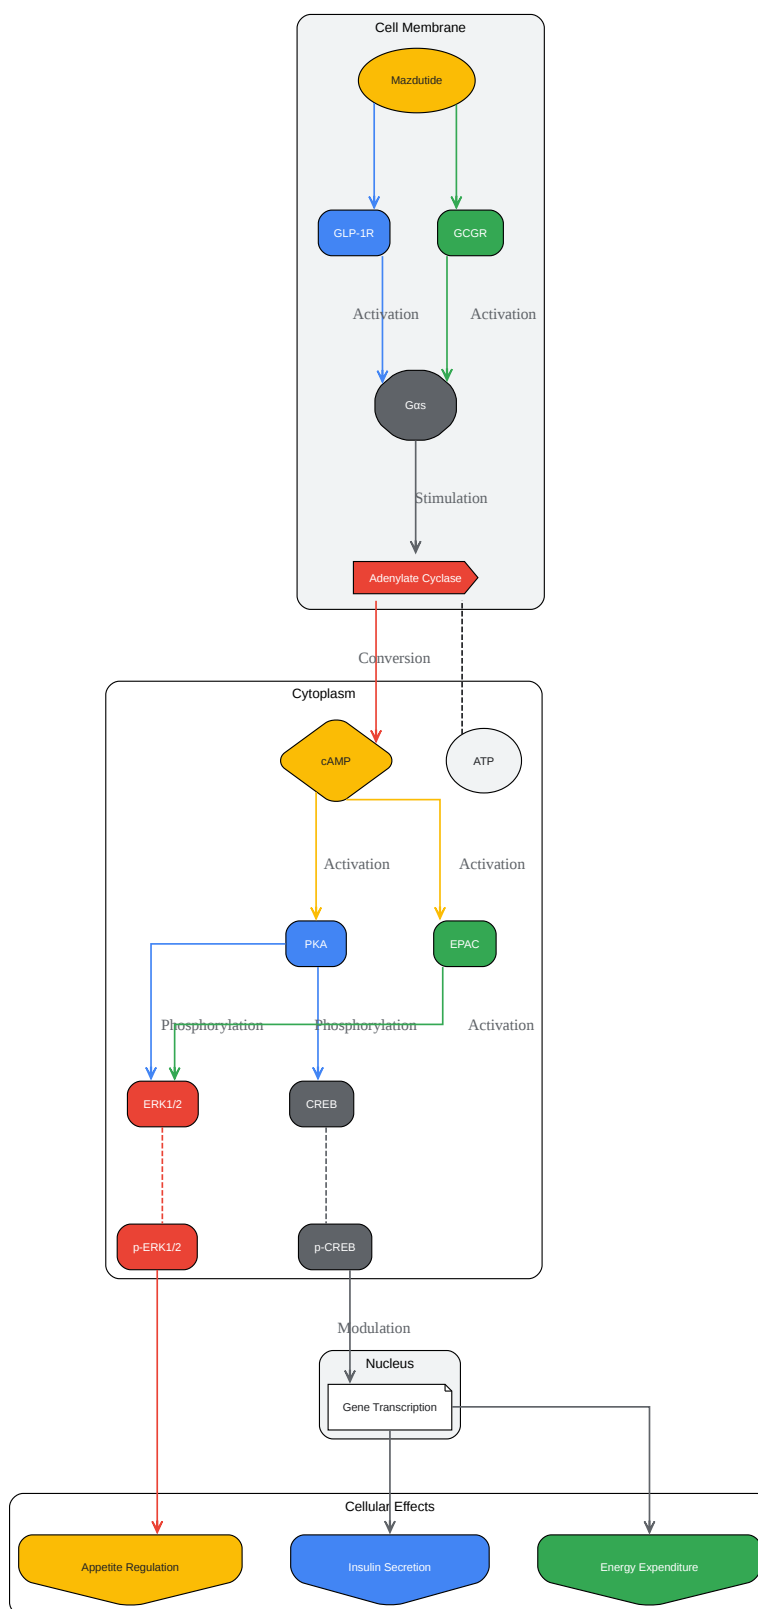 Cell Membrane
Mazdutide
GLP-1R
GCGR
Activation
Activation
Gαs
Stimulation
Adenylate Cyclase
Conversion
Cytoplasm
cAMP
ATP
Activation
Activation
PKA
EPAC
Phosphorylation
Phosphorylation
Activation
ERK1/2
CREB
p-ERK1/2
p-CREB
Modulation
Nucleus
Gene Transcription
Cellular Effects
Appetite Regulation
Insulin Secretion
Energy Expenditure